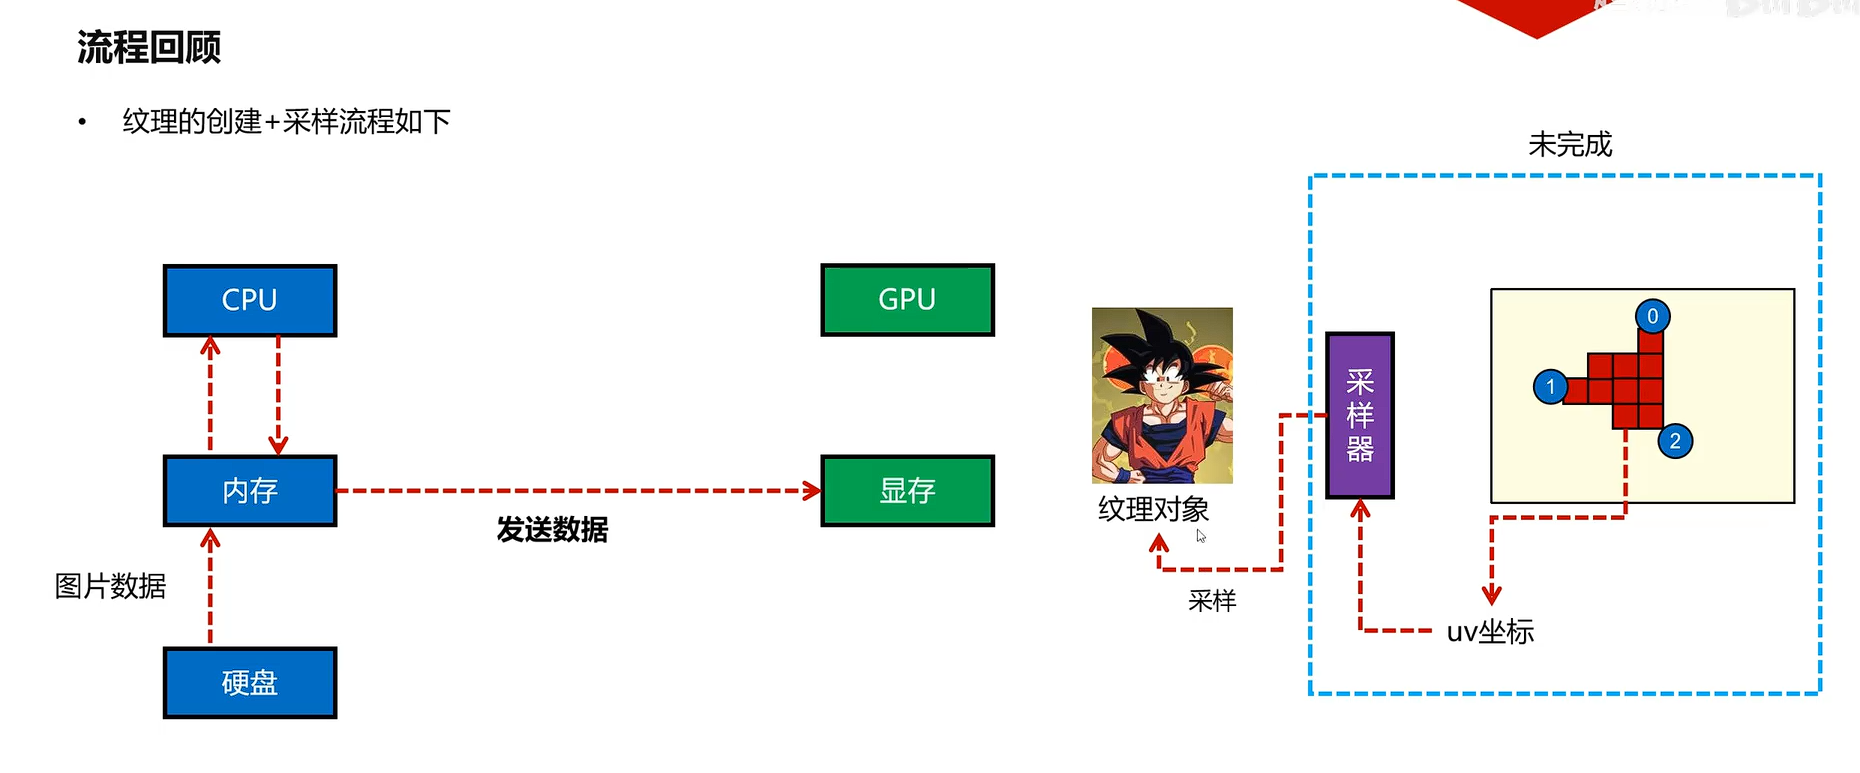 流程回顾
• 纹理的创建+采样流程如下
未完成
CPU
GPU
0
采样器
1
2
内存
显存
发送数据
纹理对象
图片数据
采样
uv坐标
硬盘